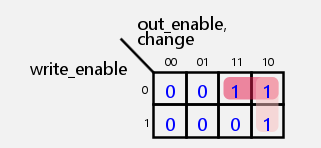 out_enable,
change
write_enable
00 01 11 10
0 0 0 1 1
1 0 0 0 1